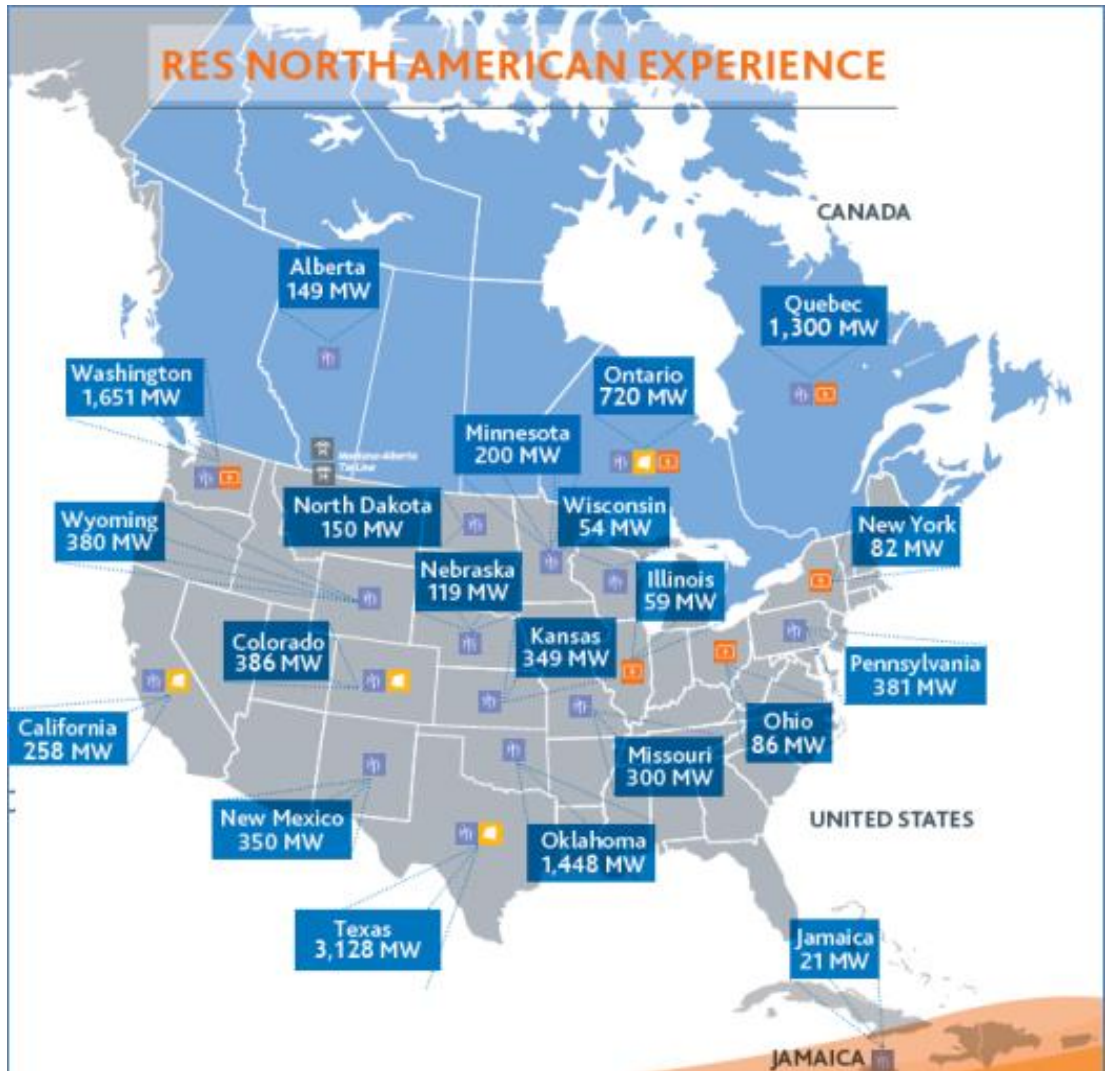 RES NORTH AMERICAN EXPERIENCE
CANADA
Alberta
149 MW
Quebec
1,300 MW
Washington
1,651 MW
Ontario
720 MW
Minnesota
200 MW
Montana-Alberta
Tie Line
North Dakota
150 MW
Wisconsin
54 MW
Wyoming
380 MW
New York
82 MW
Nebraska
119 MW
Illinois
59 MW
Colorado
386 MW
Kansas
349 MW
Pennsylvania
381 MW
California
258 MW
Ohio
86 MW
Missouri
300 MW
New Mexico
350 MW
UNITED STATES
Oklahoma
1,448 MW
Texas
3,128 MW
Jamaica
21 MW
JAMAICA